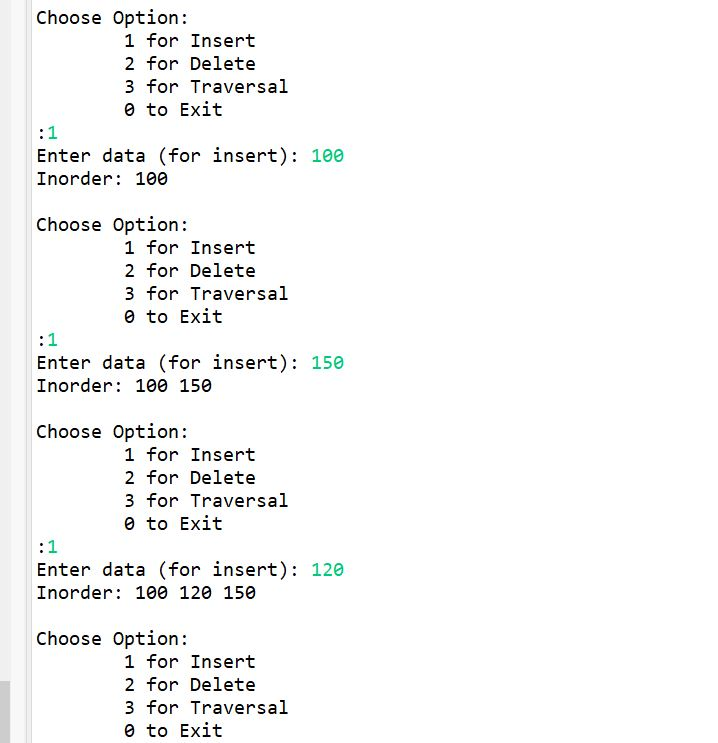 Choose Option:
1 for Insert
2 for Delete
3 for Traversal
0 to Exit
:1
Enter data (for insert): 100
Inorder: 100
Choose Option:
1 for Insert
2 for Delete
3 for Traversal
0 to Exit
:1
Enter data (for insert): 150
Inorder: 100 150
Choose Option:
1 for Insert
2 for Delete
3 for Traversal
0 to Exit
:1
Enter data (for insert): 120
Inorder: 100 120 150
Choose Option:
1 for Insert
2 for Delete
3 for Traversal
0 to Exit